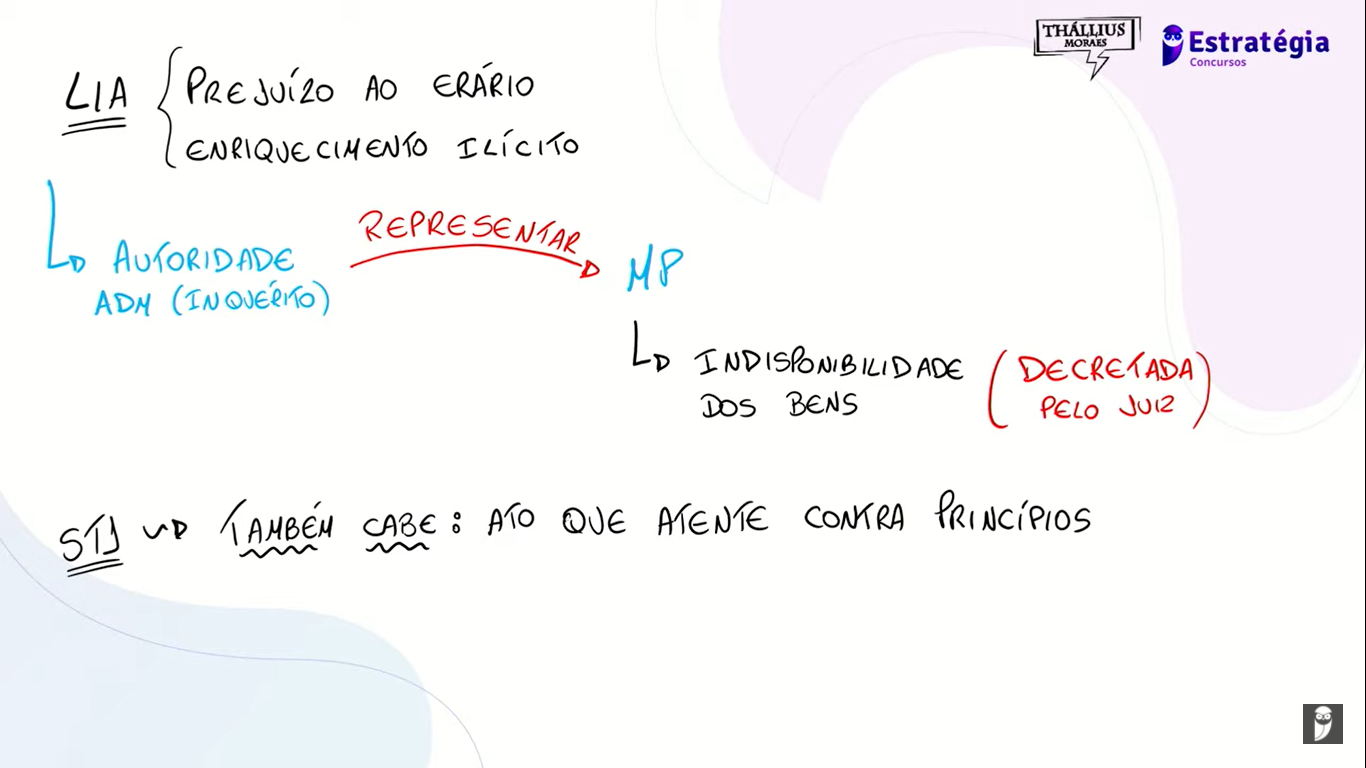 THÁLLIUS
MORAES
Estratégia
Concursos
LIA { PREJUÍZO AO ERÁRIO
ENRIQUECIMENTO ILÍCITO
AUTORIDADE
ADM (INQUÉRITO)
REPRESENTAR
MP
INDISPONIBILIDADE
DOS BENS
(DECRETADA
PELO JUIZ)
STJ → TAMBÉM CABE: ATO QUE ATENTE CONTRA PRINCÍPIOS